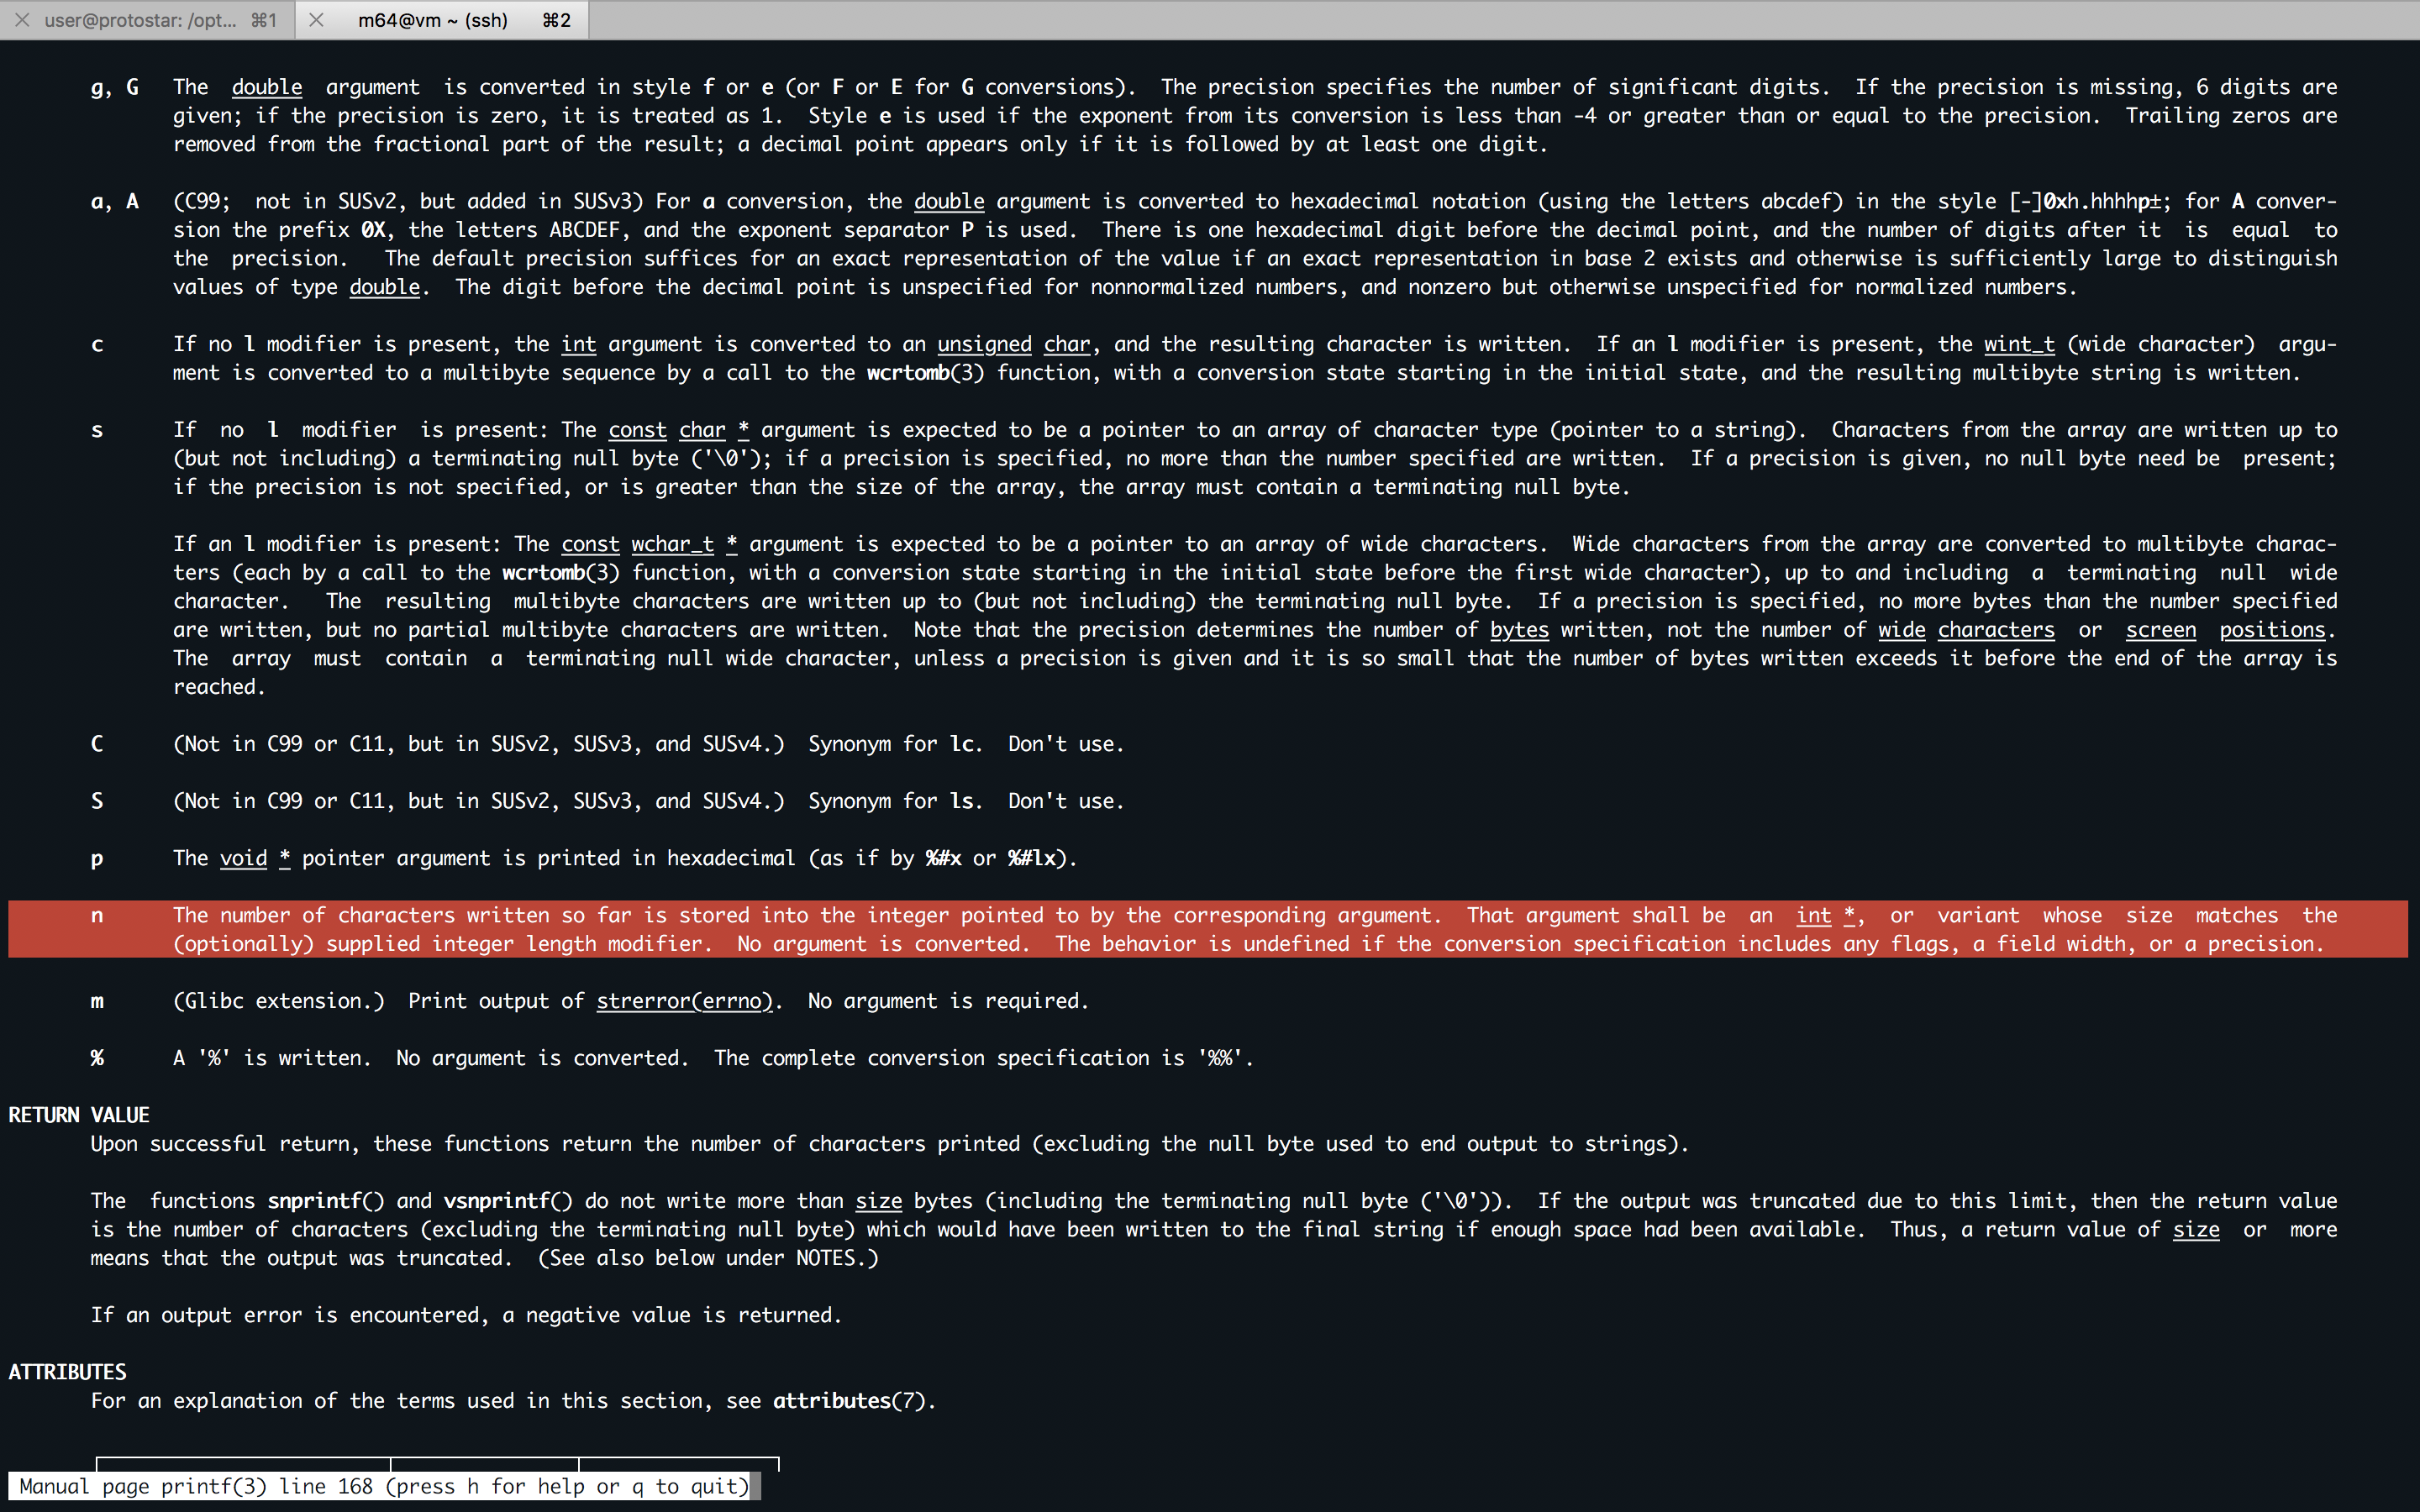 user@protostar: /opt... ⌘1 m64@vm ~ (ssh) ⌘2
g, G The double argument is converted in style f or e (or F or E for G conversions). The precision specifies the number of significant digits. If the precision is missing, 6 digits are
given; if the precision is zero, it is treated as 1. Style e is used if the exponent from its conversion is less than -4 or greater than or equal to the precision. Trailing zeros are
removed from the fractional part of the result; a decimal point appears only if it is followed by at least one digit.
a, A (C99; not in SUSv2, but added in SUSv3) For a conversion, the double argument is converted to hexadecimal notation (using the letters abcdef) in the style [-]0xh.hhhhp±; for A conver-
sion the prefix 0X, the letters ABCDEF, and the exponent separator P is used. There is one hexadecimal digit before the decimal point, and the number of digits after it is equal to
the precision. The default precision suffices for an exact representation of the value if an exact representation in base 2 exists and otherwise is sufficiently large to distinguish
values of type double. The digit before the decimal point is unspecified for nonnormalized numbers, and nonzero but otherwise unspecified for normalized numbers.
c If no l modifier is present, the int argument is converted to an unsigned char, and the resulting character is written. If an l modifier is present, the wint_t (wide character) argu-
ment is converted to a multibyte sequence by a call to the wcrtomb(3) function, with a conversion state starting in the initial state, and the resulting multibyte string is written.
s If no l modifier is present: The const char * argument is expected to be a pointer to an array of character type (pointer to a string). Characters from the array are written up to
(but not including) a terminating null byte ('\0'); if a precision is specified, no more than the number specified are written. If a precision is given, no null byte need be present;
if the precision is not specified, or is greater than the size of the array, the array must contain a terminating null byte.
If an l modifier is present: The const wchar_t * argument is expected to be a pointer to an array of wide characters. Wide characters from the array are converted to multibyte charac-
ters (each by a call to the wcrtomb(3) function, with a conversion state starting in the initial state before the first wide character), up to and including a terminating null wide
character. The resulting multibyte characters are written up to (but not including) the terminating null byte. If a precision is specified, no more bytes than the number specified
are written, but no partial multibyte characters are written. Note that the precision determines the number of bytes written, not the number of wide characters or screen positions.
The array must contain a terminating null wide character, unless a precision is given and it is so small that the number of bytes written exceeds it before the end of the array is
reached.
C (Not in C99 or C11, but in SUSv2, SUSv3, and SUSv4.) Synonym for lc. Don't use.
S (Not in C99 or C11, but in SUSv2, SUSv3, and SUSv4.) Synonym for ls. Don't use.
p The void * pointer argument is printed in hexadecimal (as if by %#x or %#lx).
n The number of characters written so far is stored into the integer pointed to by the corresponding argument. That argument shall be an int *, or variant whose size matches the
(optionally) supplied integer length modifier. No argument is converted. The behavior is undefined if the conversion specification includes any flags, a field width, or a precision.
m (Glibc extension.) Print output of strerror(errno). No argument is required.
% A '%' is written. No argument is converted. The complete conversion specification is '%%'.
RETURN VALUE
Upon successful return, these functions return the number of characters printed (excluding the null byte used to end output to strings).
The functions snprintf() and vsnprintf() do not write more than size bytes (including the terminating null byte ('\0')). If the output was truncated due to this limit, then the return value
is the number of characters (excluding the terminating null byte) which would have been written to the final string if enough space had been available. Thus, a return value of size or more
means that the output was truncated. (See also below under NOTES.)
If an output error is encountered, a negative value is returned.
ATTRIBUTES
For an explanation of the terms used in this section, see attributes(7).
Manual page printf(3) line 168 (press h for help or q to quit)